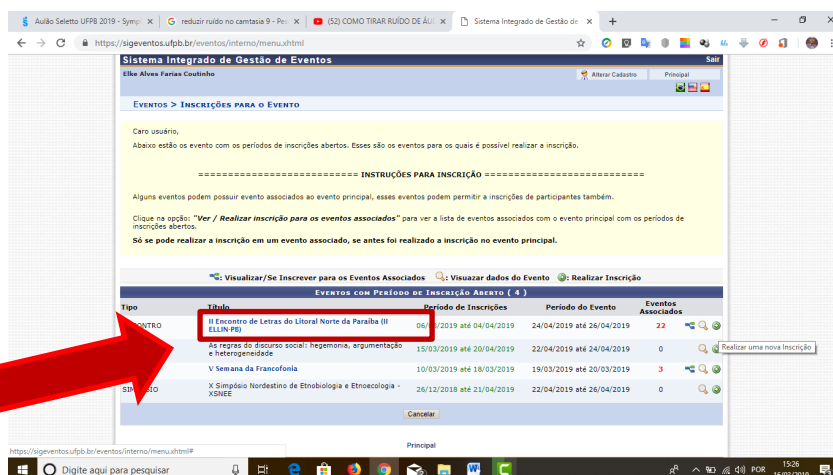 Aulão Seletto UFPB 2019 - Symp
reduzir ruído no camtasia 9 - Pes
(52) COMO TIRAR RUÍDO DE ÁU
Sistema Integrado de Gestão de
https://sigeventos.ufpb.br/eventos/interno/menu.xhtml
Sistema Integrado de Gestão de Eventos
Sair
Elke Alves Farias Coutinho
Alterar Cadastro
Principal
Eventos > Inscrições para o Evento
Caro usuário,
Abaixo estão os evento com os períodos de inscrições abertos. Esses são os eventos para os quais é possível realizar a inscrição.
=========================== INSTRUÇÕES PARA INSCRIÇÃO ===========================
Alguns eventos podem possuir evento associados ao evento principal, esses eventos podem permitir a inscrições de participantes também.
Clique na opção: "Ver / Realizar inscrição para os eventos associados" para ver a lista de eventos associados com o evento principal com os períodos de
inscrições abertos.
Só se pode realizar a inscrição em um evento associado, se antes foi realizado a inscrição no evento principal.
: Visualizar/Se Inscrever para os Eventos Associados : Visuazar dados do Evento : Realizar Inscrição
Eventos com Período de Inscrição Aberto ( 4 )
Tipo Título Período de Inscrições Período do Evento Eventos
Associados
CONTRO II Encontro de Letras do Litoral Norte da Paraíba (II
ELLIN-PB) 06/03/2019 até 04/04/2019 24/04/2019 até 26/04/2019 22
As regras do discurso social: hegemonia, argumentação
e heterogeneidade 15/03/2019 até 20/04/2019 22/04/2019 até 24/04/2019 0
Realizar uma nova Inscrição
V Semana da Francofonia 10/03/2019 até 18/03/2019 19/03/2019 até 20/03/2019 3
SIMPÓSIO X Simpósio Nordestino de Etnobiologia e Etnoecologia -
XSNEE 26/12/2018 até 21/04/2019 22/04/2019 até 26/04/2019 0
Cancelar
Principal
https://sigeventos.ufpb.br/eventos/interno/menu.xhtml#
Digite aqui para pesquisar
POR
15:26
16/03/2019